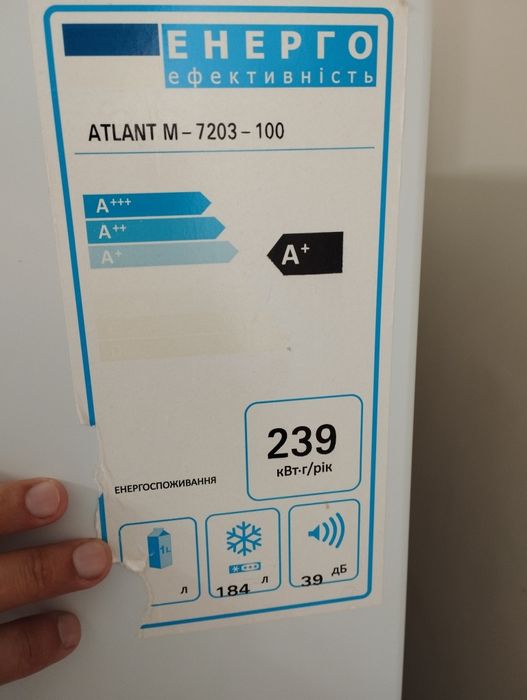 ЕНЕРГО
ефективність
ATLANT М-7203-100
A+++
A++
A+
A+
239
кВт·г/рік
ЕНЕРГОСПОЖИВАННЯ
1L
л
184 л
39 дБ